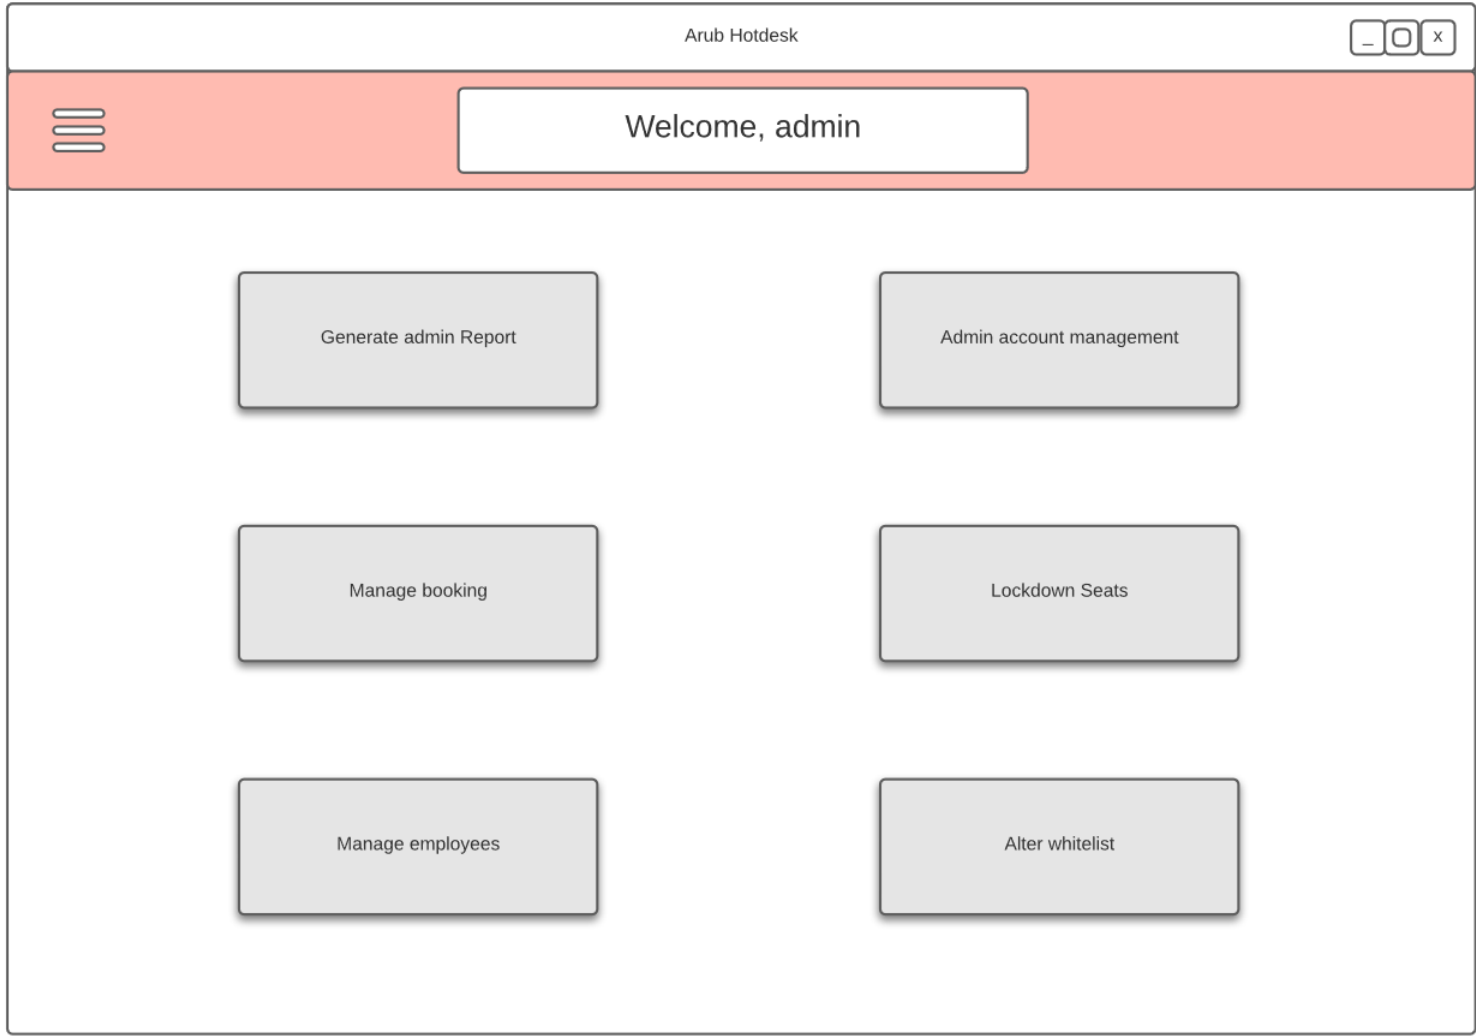 Arub Hotdesk
_ x
Welcome, admin
Generate admin Report
Admin account management
Manage booking
Lockdown Seats
Manage employees
Alter whitelist